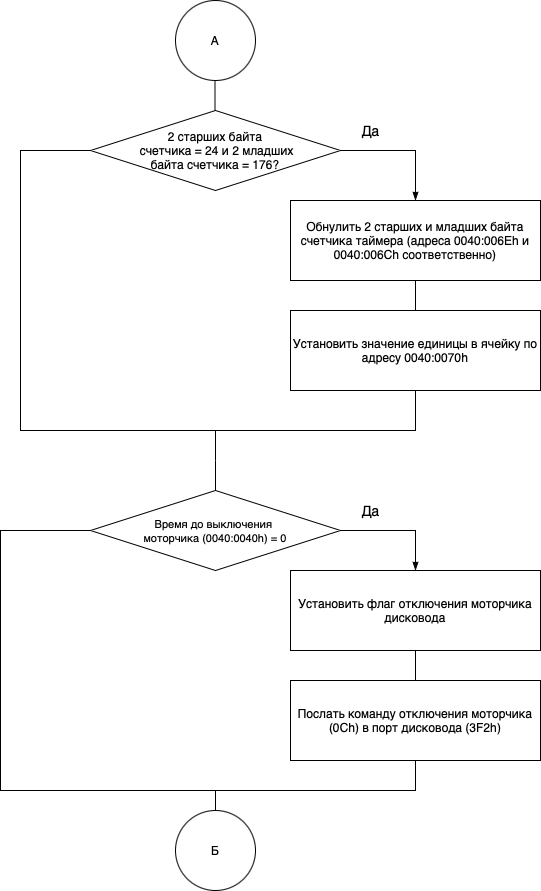 А
2 старших байта
счетчика = 24 и 2 младших
байта счетчика = 176?
Да
Обнулить 2 старших и младших байта
счетчика таймера (адреса 0040:006Eh и
0040:006Ch соответственно)
Установить значение единицы в ячейку по
адресу 0040:0070h
Время до выключения
моторчика (0040:0040h) = 0
Да
Установить флаг отключения моторчика
дисковода
Послать команду отключения моторчика
(0Ch) в порт дисковода (3F2h)
Б